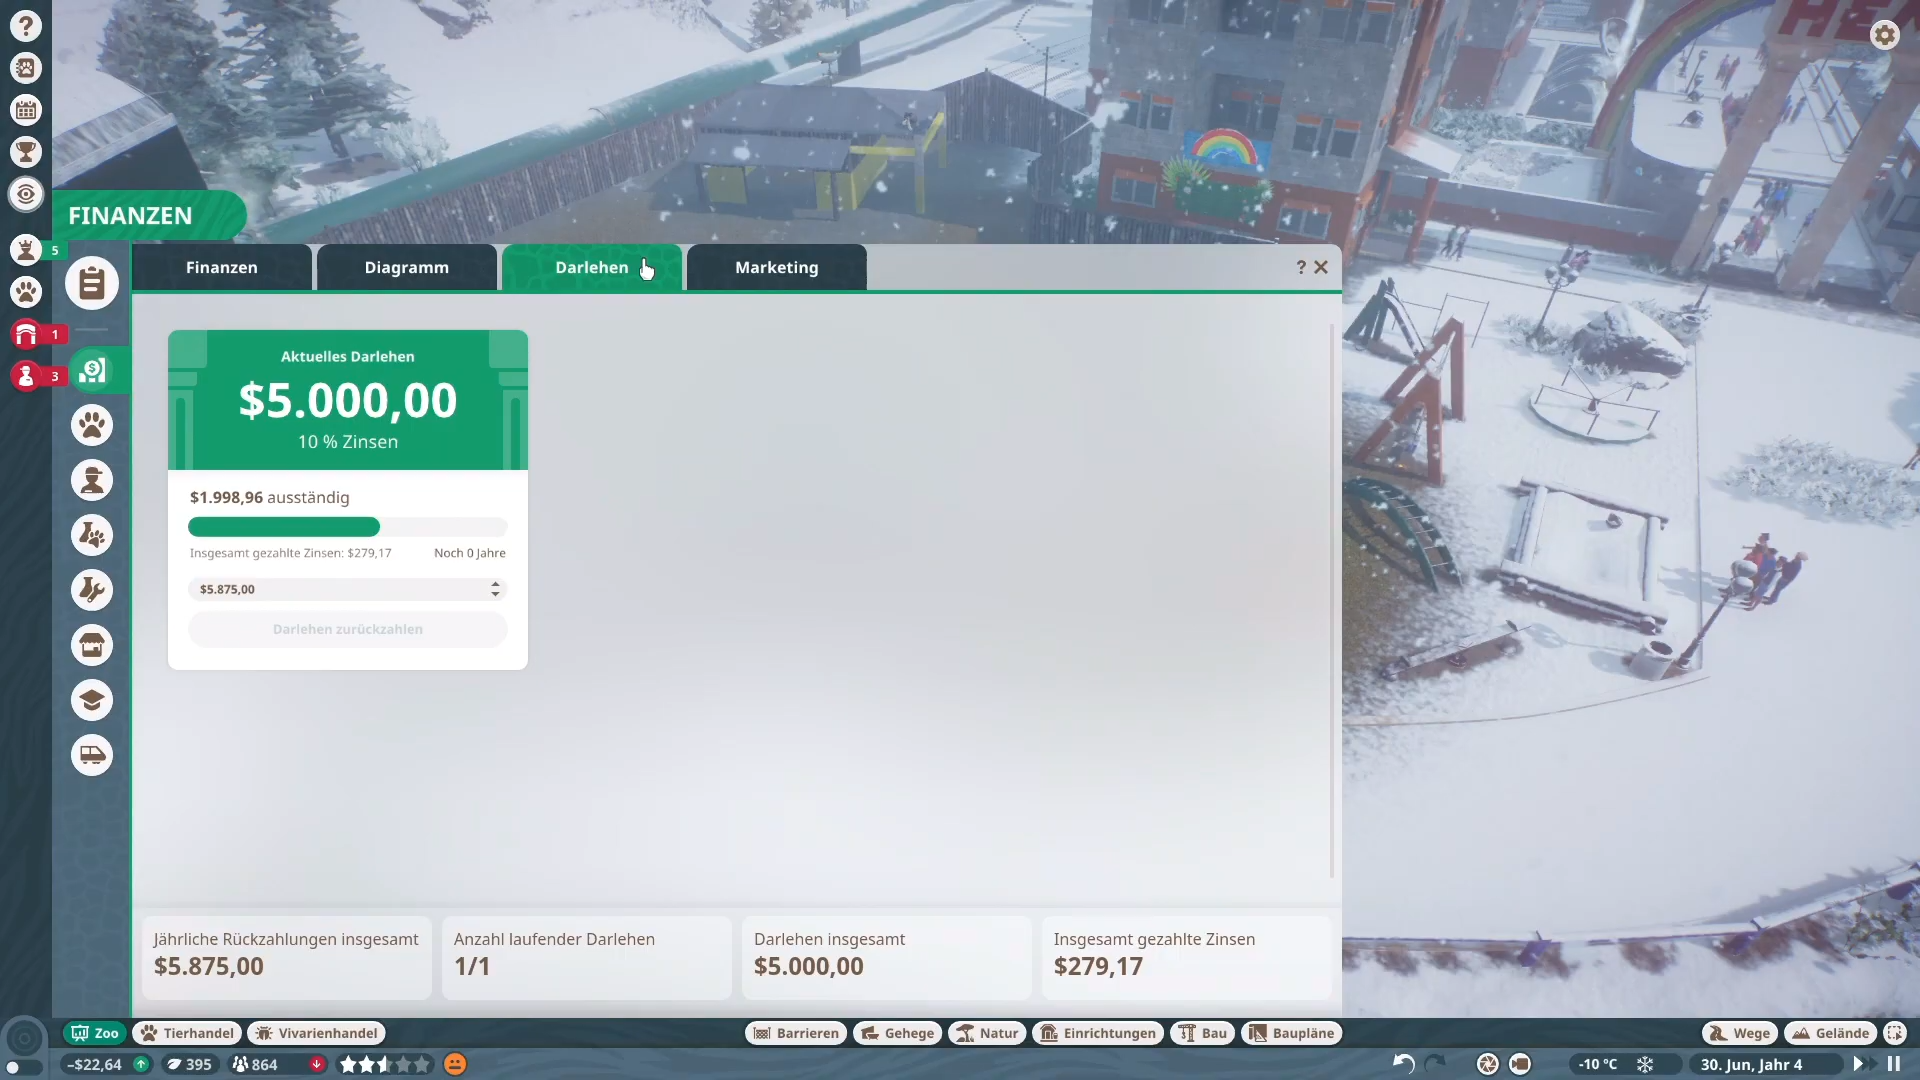 HE
FINANZEN
5
1
3
Finanzen
Diagramm
Darlehen
Marketing
?
Aktuelles Darlehen
$5.000,00
10 % Zinsen
$1.998,96 ausständig
Insgesamt gezahlte Zinsen: $279,17
Noch 0 Jahre
$5.875,00
Darlehen zurückzahlen
Jährliche Rückzahlungen insgesamt
$5.875,00
Anzahl laufender Darlehen
1/1
Darlehen insgesamt
$5.000,00
Insgesamt gezahlte Zinsen
$279,17
Zoo
Tierhandel
Vivarienhandel
Barrieren
Gehege
Natur
Einrichtungen
Bau
Baupläne
Wege
Gelände
–$22,64
395
864
-10 °C
30. Jun, Jahr 4